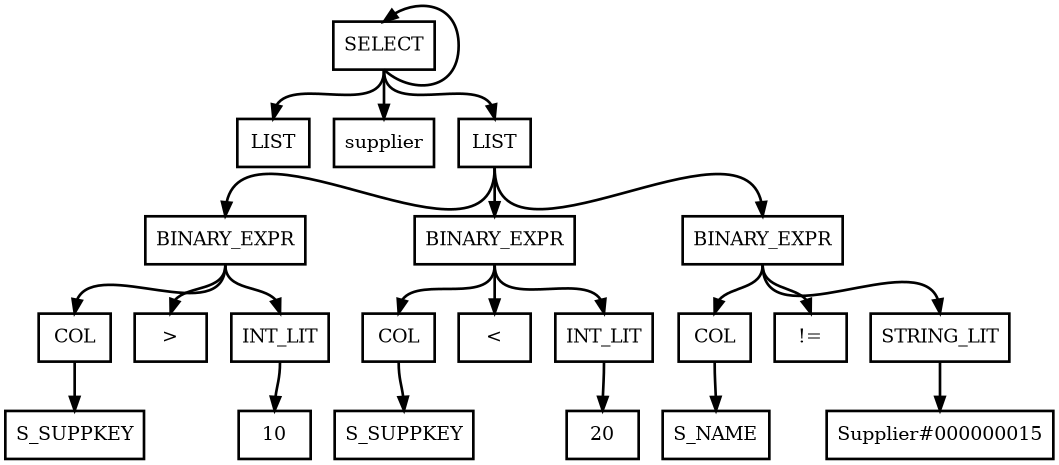 SELECT
LIST
supplier
LIST
BINARY_EXPR
BINARY_EXPR
BINARY_EXPR
COL
>
INT_LIT
COL
<
INT_LIT
COL
!=
STRING_LIT
S_SUPPKEY
10
S_SUPPKEY
20
S_NAME
Supplier#000000015